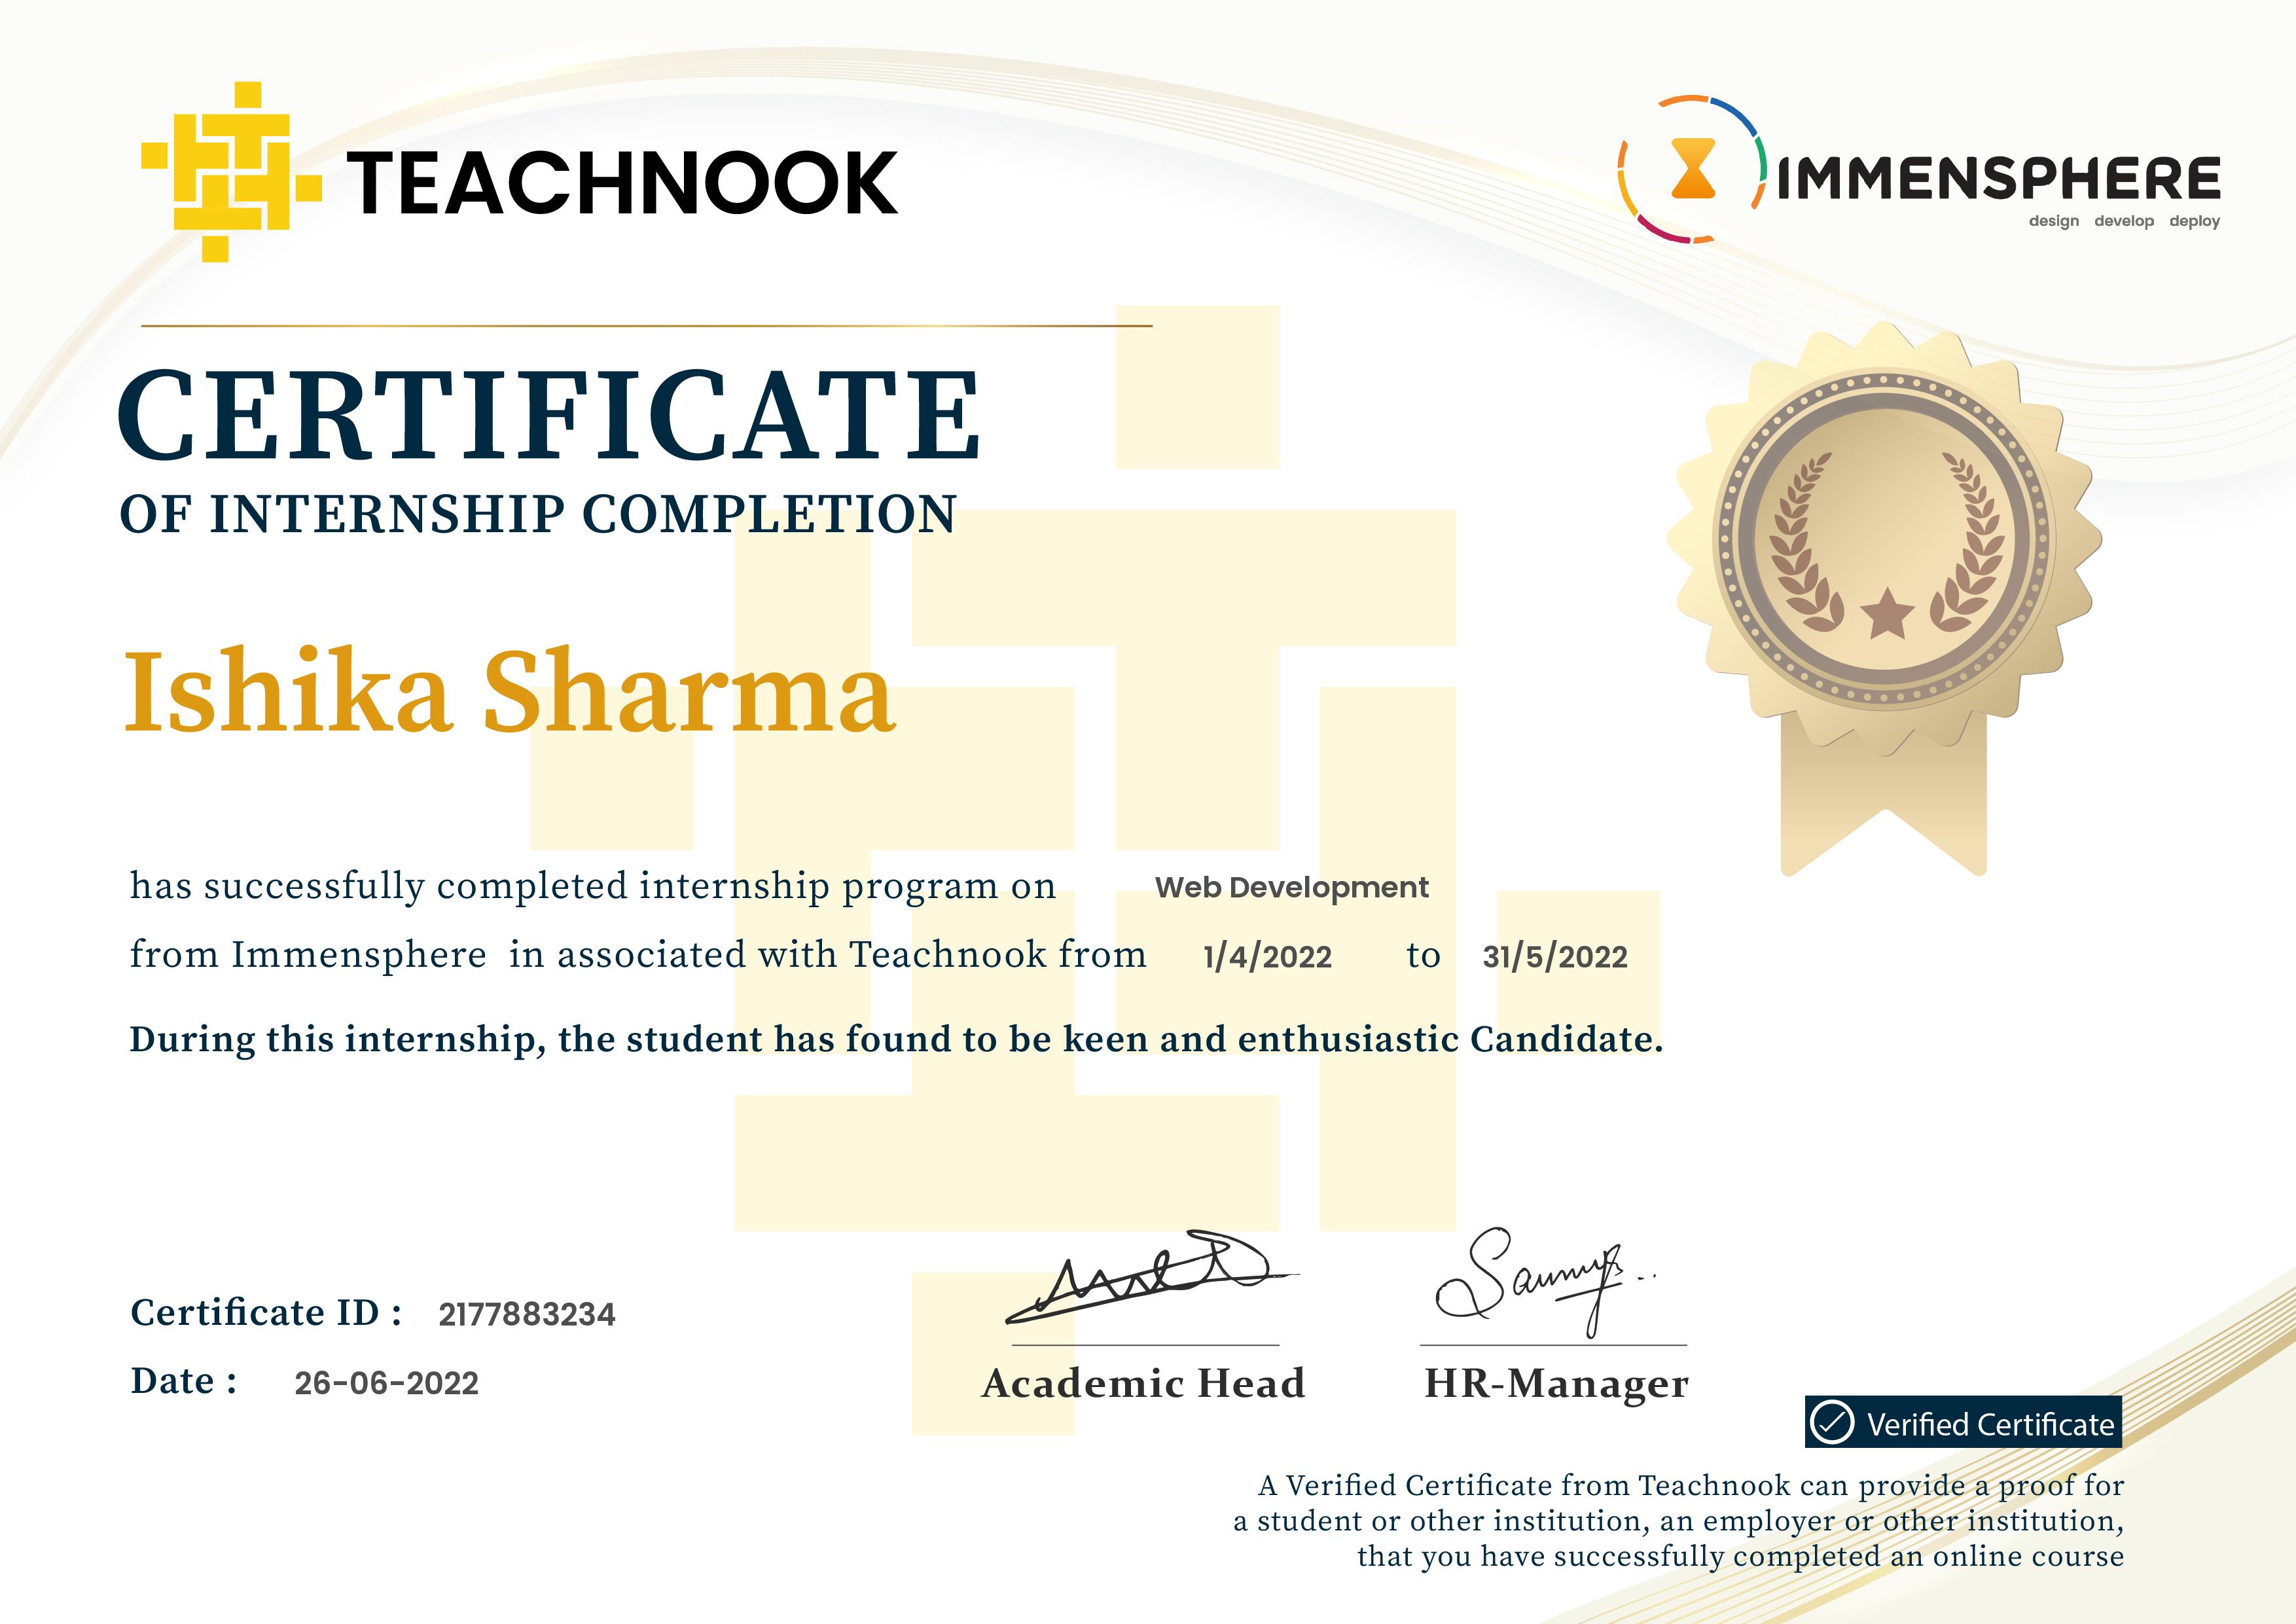 TEACHNOOK
IMMENSPHERE
design develop deploy
CERTIFICATE
OF INTERNSHIP COMPLETION
Ishika Sharma
has successfully completed internship program on Web Development
from Immensphere in associated with Teachnook from 1/4/2022 to 31/5/2022
During this internship, the student has found to be keen and enthusiastic Candidate.
Certificate ID : 2177883234
Date : 26-06-2022
Academic Head
HR-Manager
Verified Certificate
A Verified Certificate from Teachnook can provide a proof for
a student or other institution, an employer or other institution,
that you have successfully completed an online course